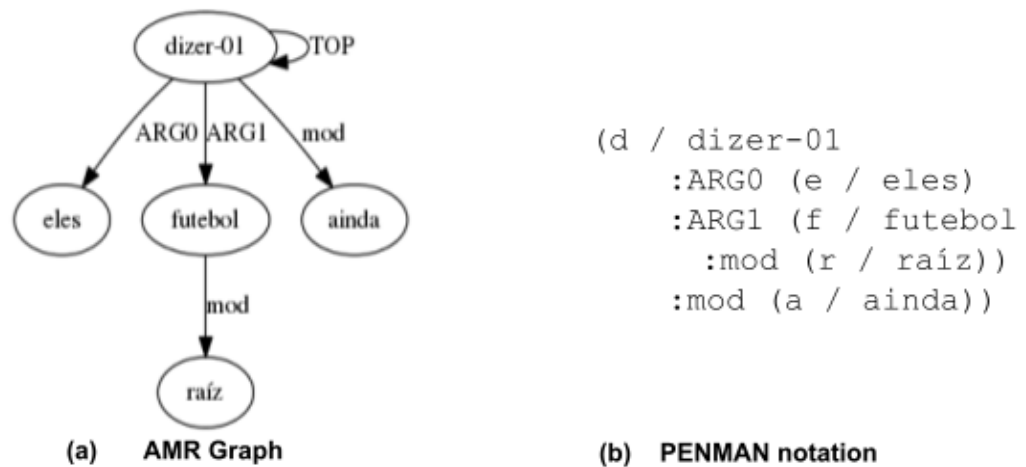 dizer-01
TOP
ARG0
ARG1
mod
eles
futebol
ainda
mod
raíz
(a) AMR Graph
(d / dizer-01
:ARG0 (e / eles)
:ARG1 (f / futebol
:mod (r / raíz))
:mod (a / ainda))
(b) PENMAN notation